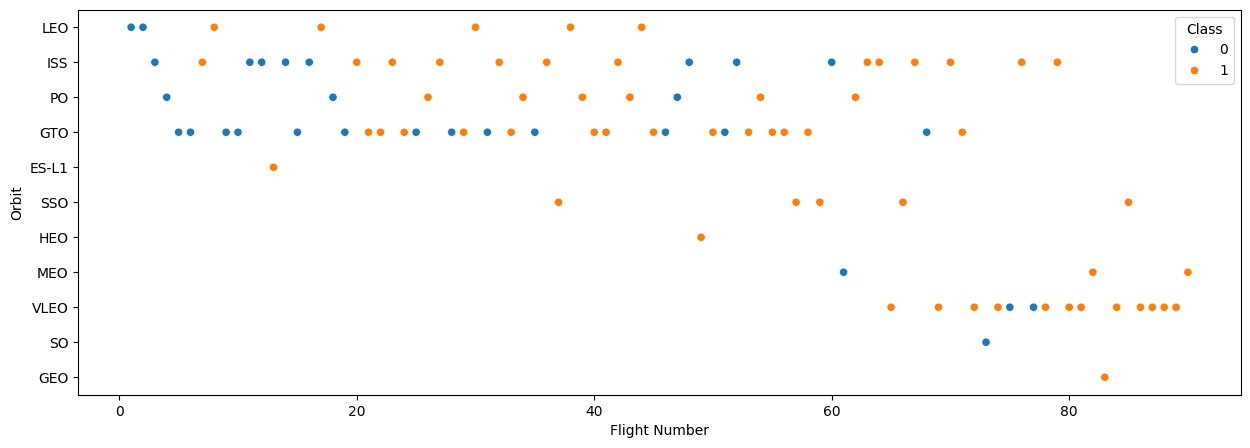 LEO
ISS
PO
GTO
ES-L1
SSO
HEO
MEO
VLEO
SO
GEO
Orbit
0 20 40 60 80
Flight Number
Class
0
1